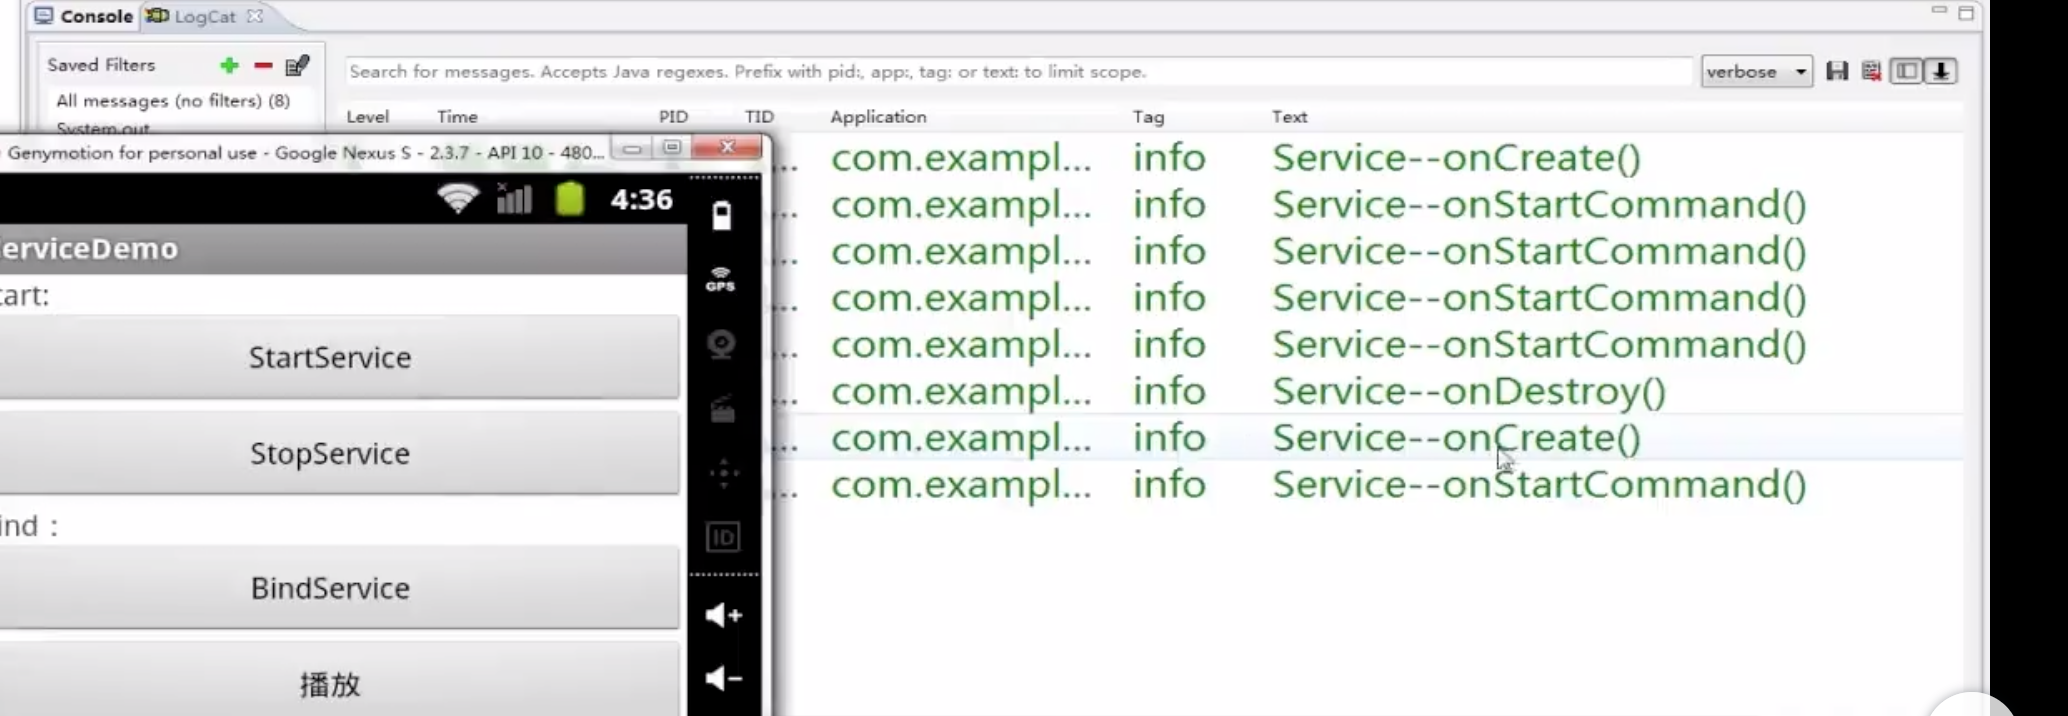 Console LogCat
Saved Filters
Search for messages. Accepts Java regexes. Prefix with pid:, app:, tag: or text: to limit scope.
verbose
All messages (no filters) (8)
System.out
Level Time PID TID Application Tag Text
Genymotion for personal use - Google Nexus S - 2.3.7 - API 10 - 480...
com.exampl... info Service--onCreate()
com.exampl... info Service--onStartCommand()
com.exampl... info Service--onStartCommand()
com.exampl... info Service--onStartCommand()
com.exampl... info Service--onStartCommand()
com.exampl... info Service--onDestroy()
com.exampl... info Service--onCreate()
com.exampl... info Service--onStartCommand()
4:36
erviceDemo
GPS
tart:
StartService
StopService
ind :
ID
BindService
播放